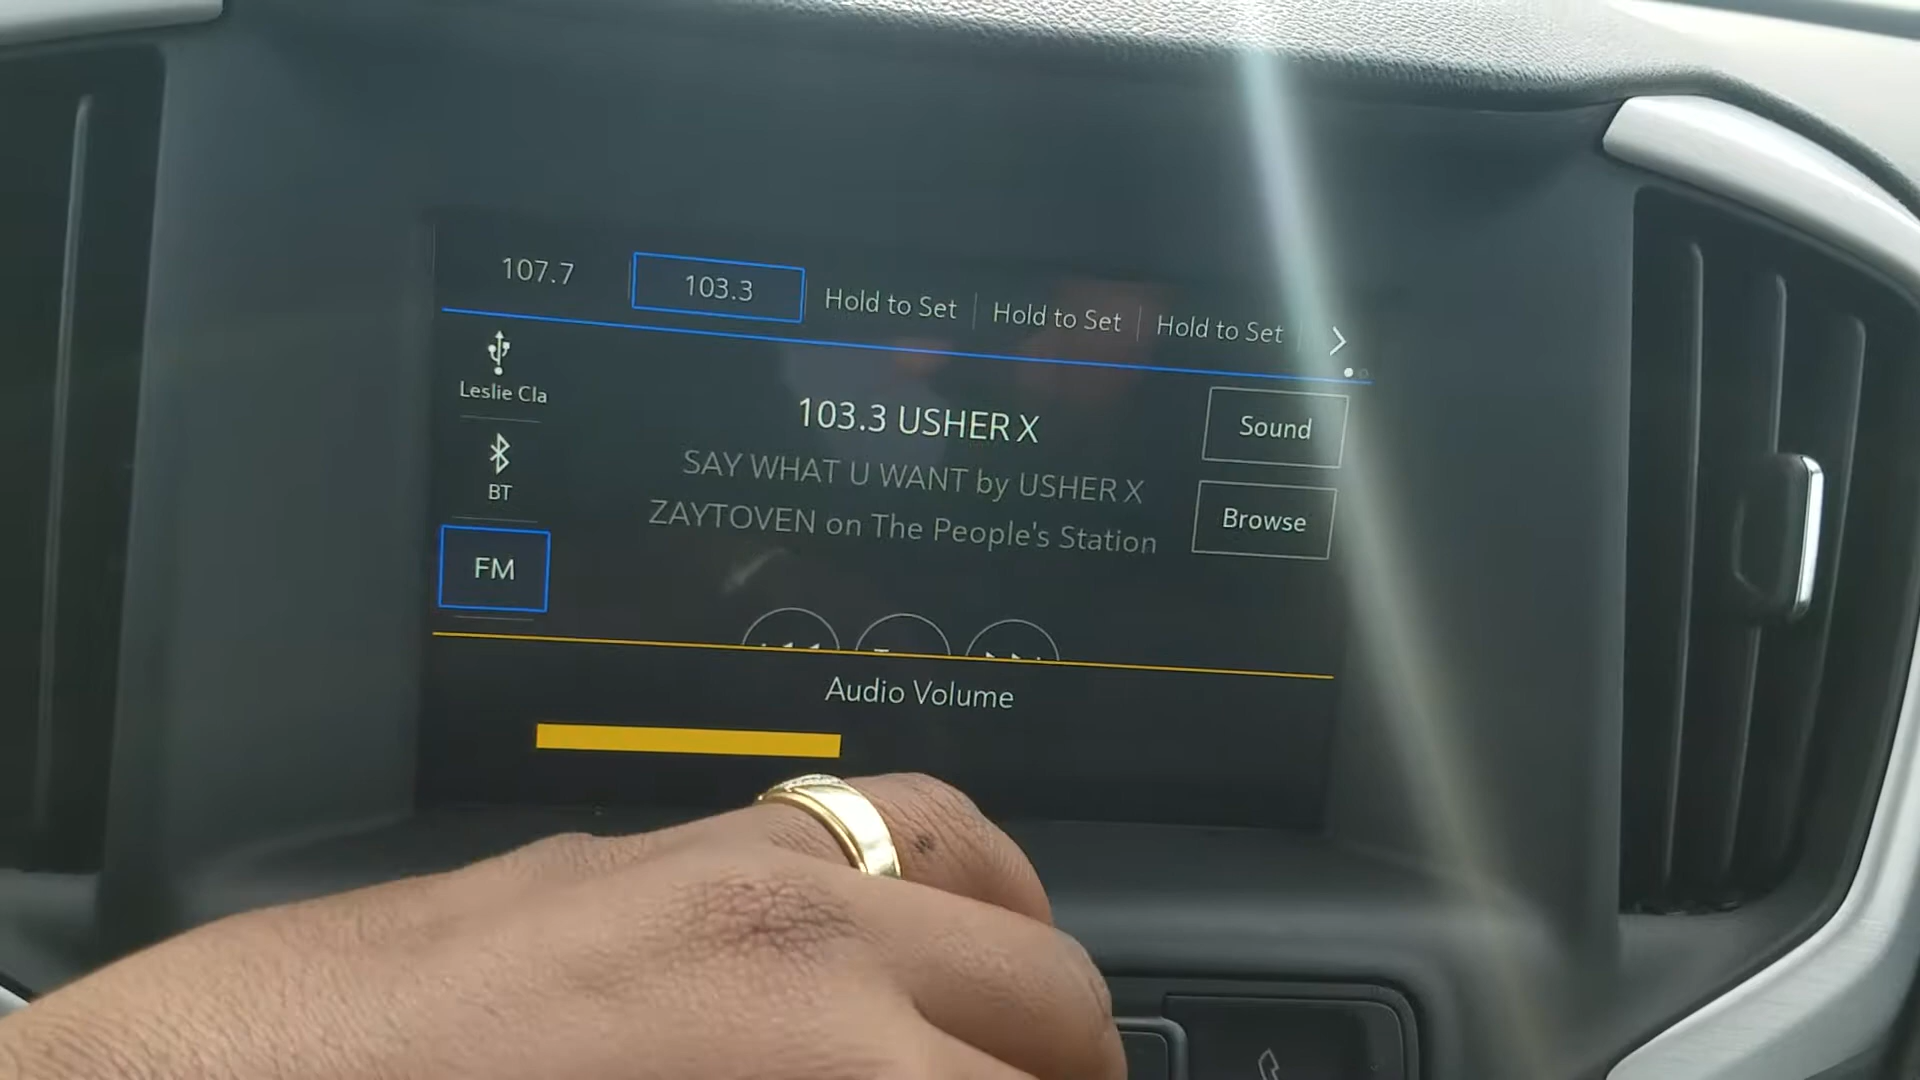 107.7
103.3
Hold to Set
Hold to Set
Hold to Set
Leslie Cla
103.3 USHER X
Sound
SAY WHAT U WANT by USHER X
BT
ZAYTOVEN on The People's Station
Browse
FM
Audio Volume